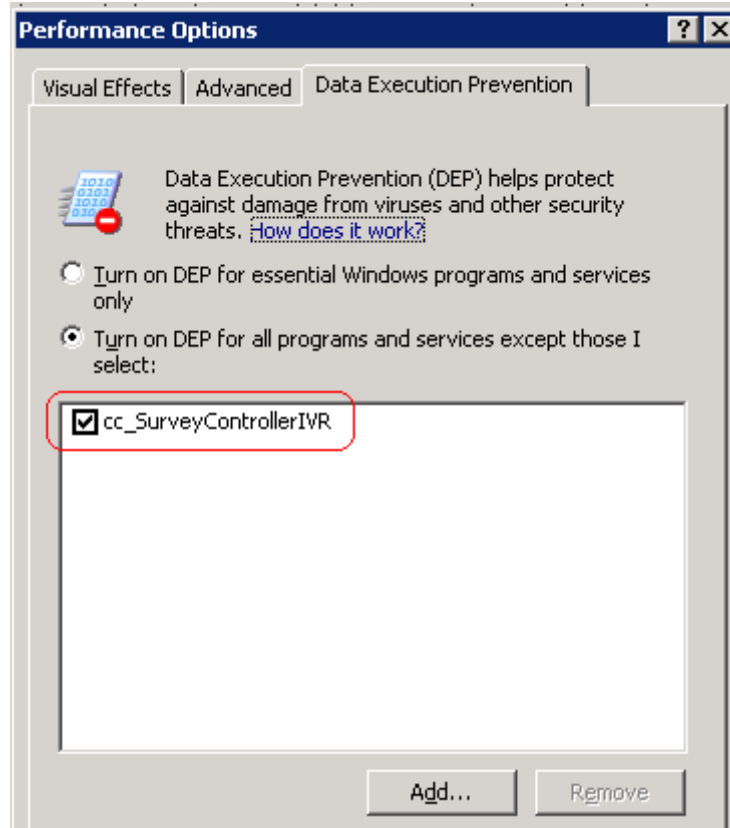 Performance Options
Visual Effects Advanced Data Execution Prevention
Data Execution Prevention (DEP) helps protect
against damage from viruses and other security
threats. How does it work?
Turn on DEP for essential Windows programs and services
only
Turn on DEP for all programs and services except those I
select:
cc_SurveyControllerIVR
Add... Remove